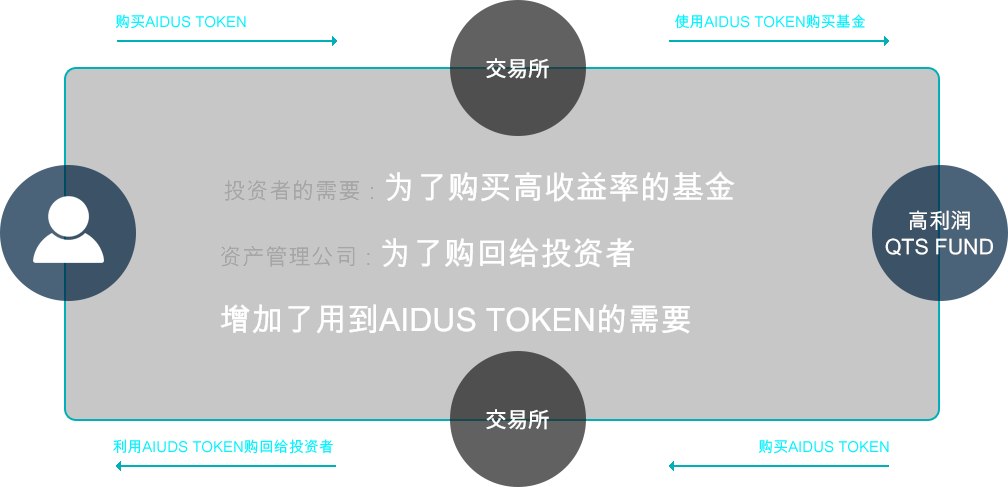 购买AIDUS TOKEN
使用AIDUS TOKEN购买基金
交易所
投资者的需要：为了购买高收益率的基金
高利润
QTS FUND
资产管理公司：为了购回给投资者
增加了用到AIDUS TOKEN的需要
交易所
利用AIUDS TOKEN购回给投资者
购买AIDUS TOKEN